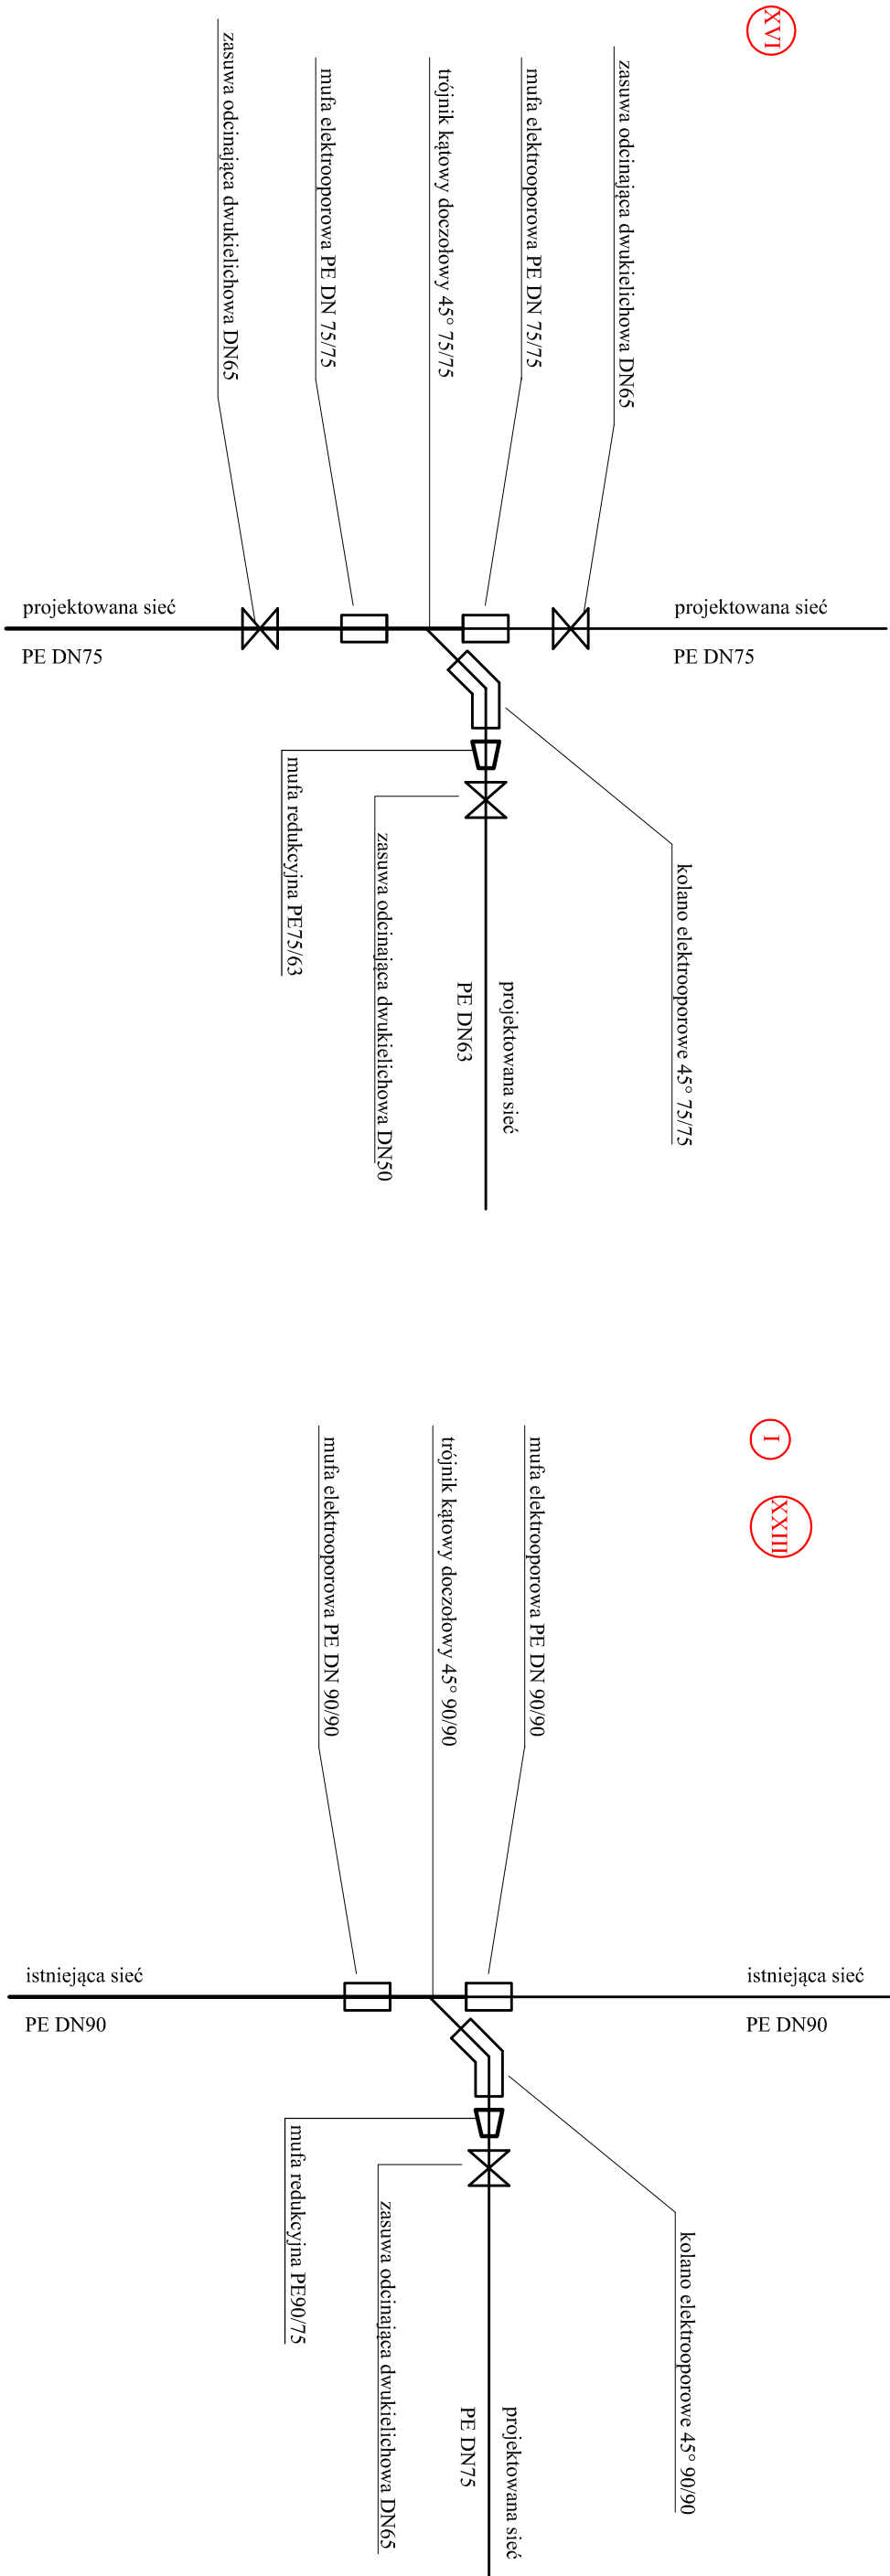 XVI
zasuwa odcinająca dwukielichowa DN65
mufa elektrooporowa PE DN 75/75
trójnik kątowy doczołowy 45° 75/75
mufa elektrooporowa PE DN 75/75
zasuwa odcinająca dwukielichowa DN65
projektowana sieć
PE DN75
projektowana sieć
PE DN75
mufa redukcyjna PE75/63
zasuwa odcinająca dwukielichowa DN50
kolano elektrooporowe 45° 75/75
projektowana sieć
PE DN63
I
XXIII
mufa elektrooporowa PE DN 90/90
trójnik kątowy doczołowy 45° 90/90
mufa elektrooporowa PE DN 90/90
istniejąca sieć
PE DN90
istniejąca sieć
PE DN90
mufa redukcyjna PE90/75
zasuwa odcinająca dwukielichowa DN65
kolano elektrooporowe 45° 90/90
projektowana sieć
PE DN75